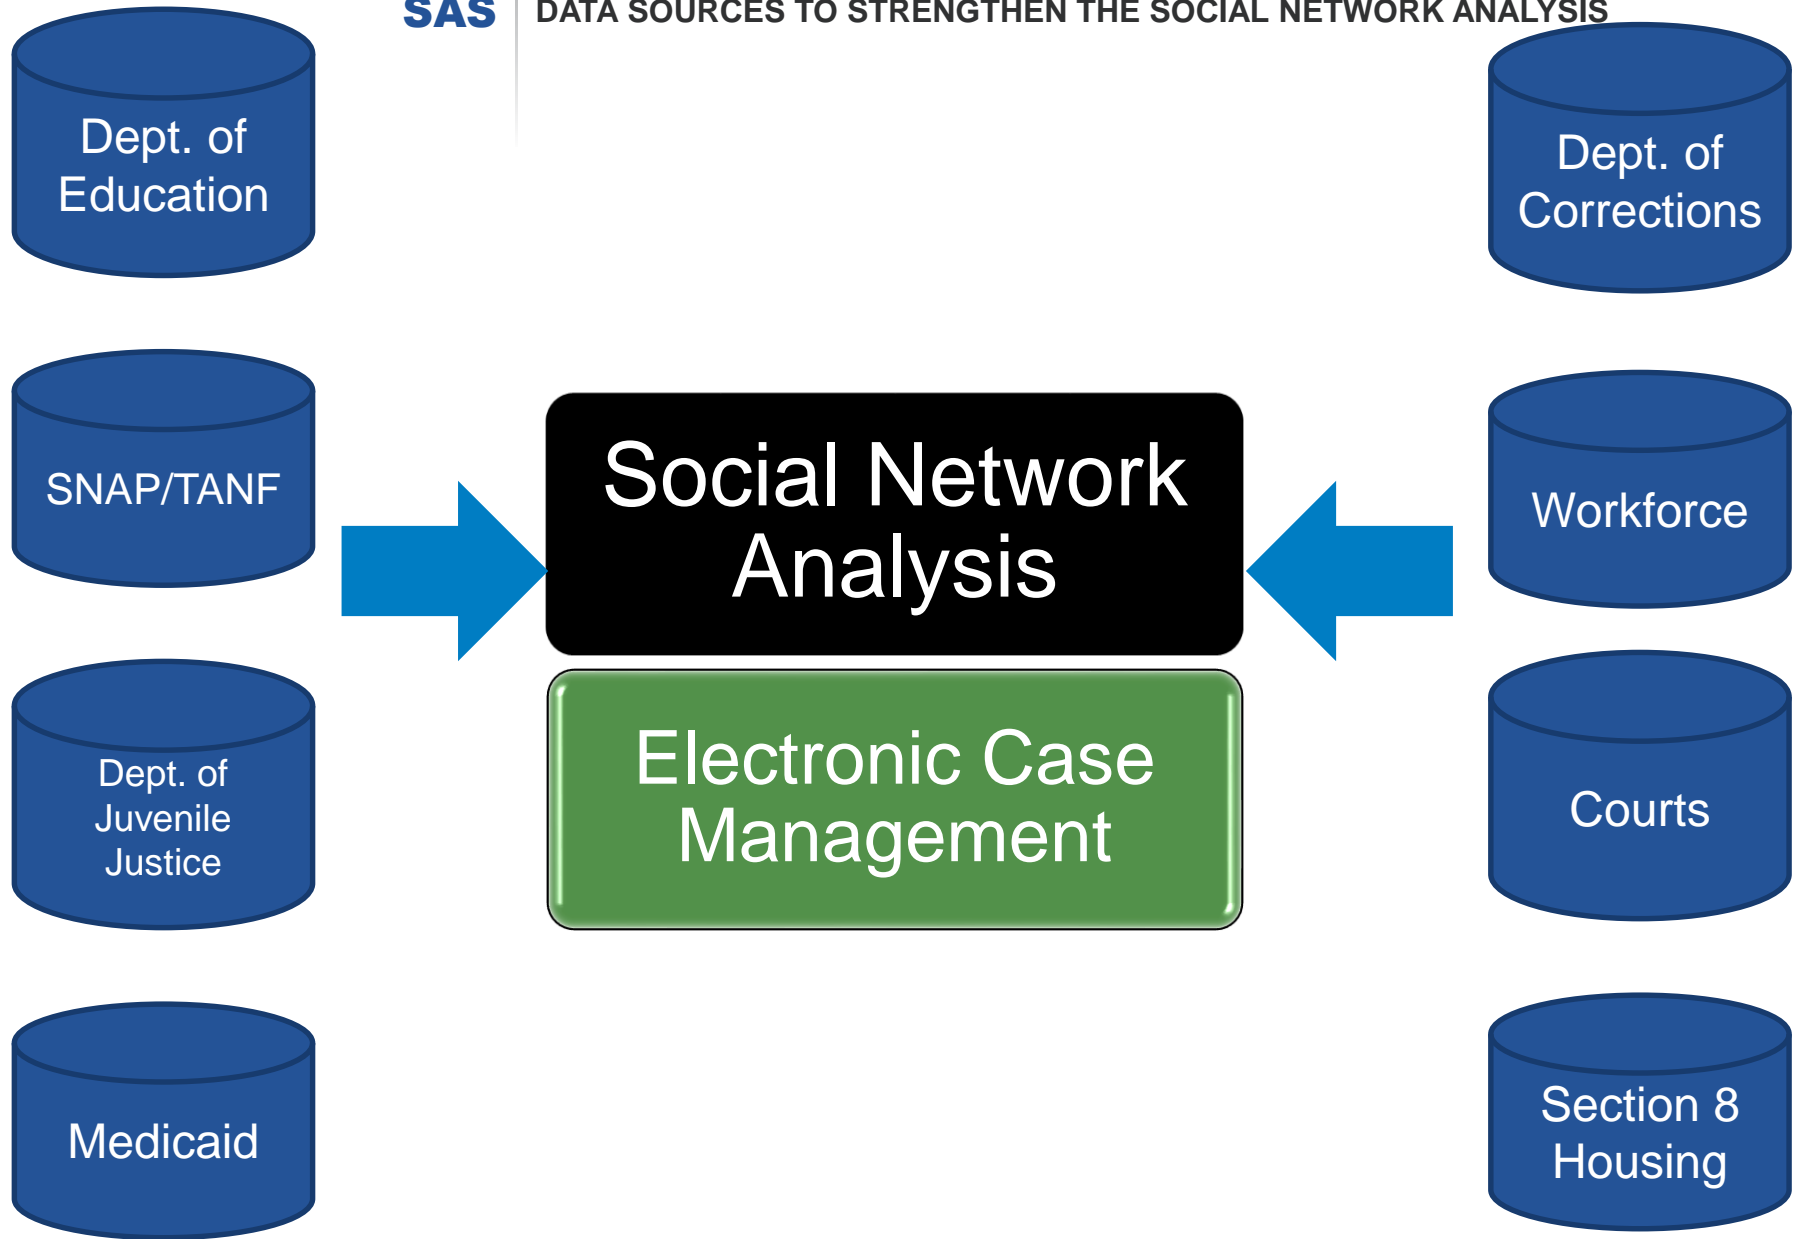 SAS
DATA SOURCES TO STRENGTHEN THE SOCIAL NETWORK ANALYSIS
Dept. of
Education
SNAP/TANF
Dept. of
Juvenile
Justice
Medicaid
Social Network
Analysis
Electronic Case
Management
Dept. of
Corrections
Workforce
Courts
Section 8
Housing